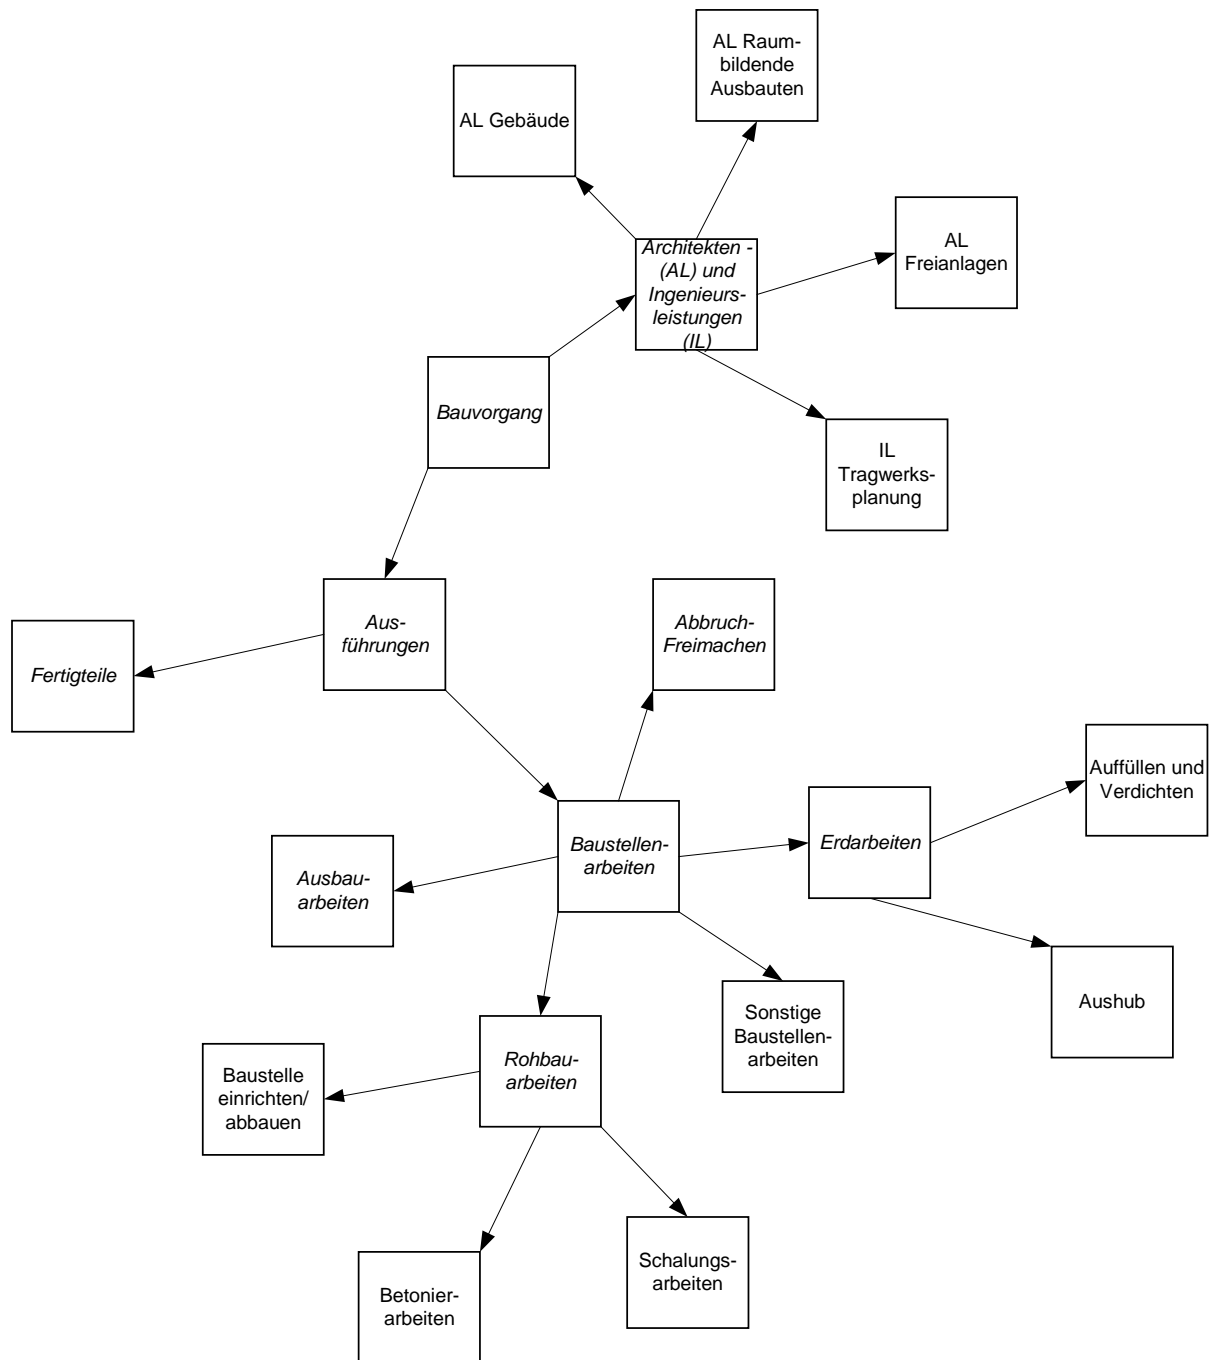 AL Raum-
bildende
Ausbauten
AL Gebäude
AL
Freianlagen
Architekten -
(AL) und
Ingenieurs-
leistungen
(IL)
Bauvorgang
IL
Tragwerks-
planung
Aus-
führungen
Abbruch-
Freimachen
Fertigteile
Auffüllen und
Verdichten
Baustellen-
arbeiten
Erdarbeiten
Ausbau-
arbeiten
Aushub
Sonstige
Baustellen-
arbeiten
Rohbau-
arbeiten
Baustelle
einrichten/
abbauen
Schalungs-
arbeiten
Betonier-
arbeiten